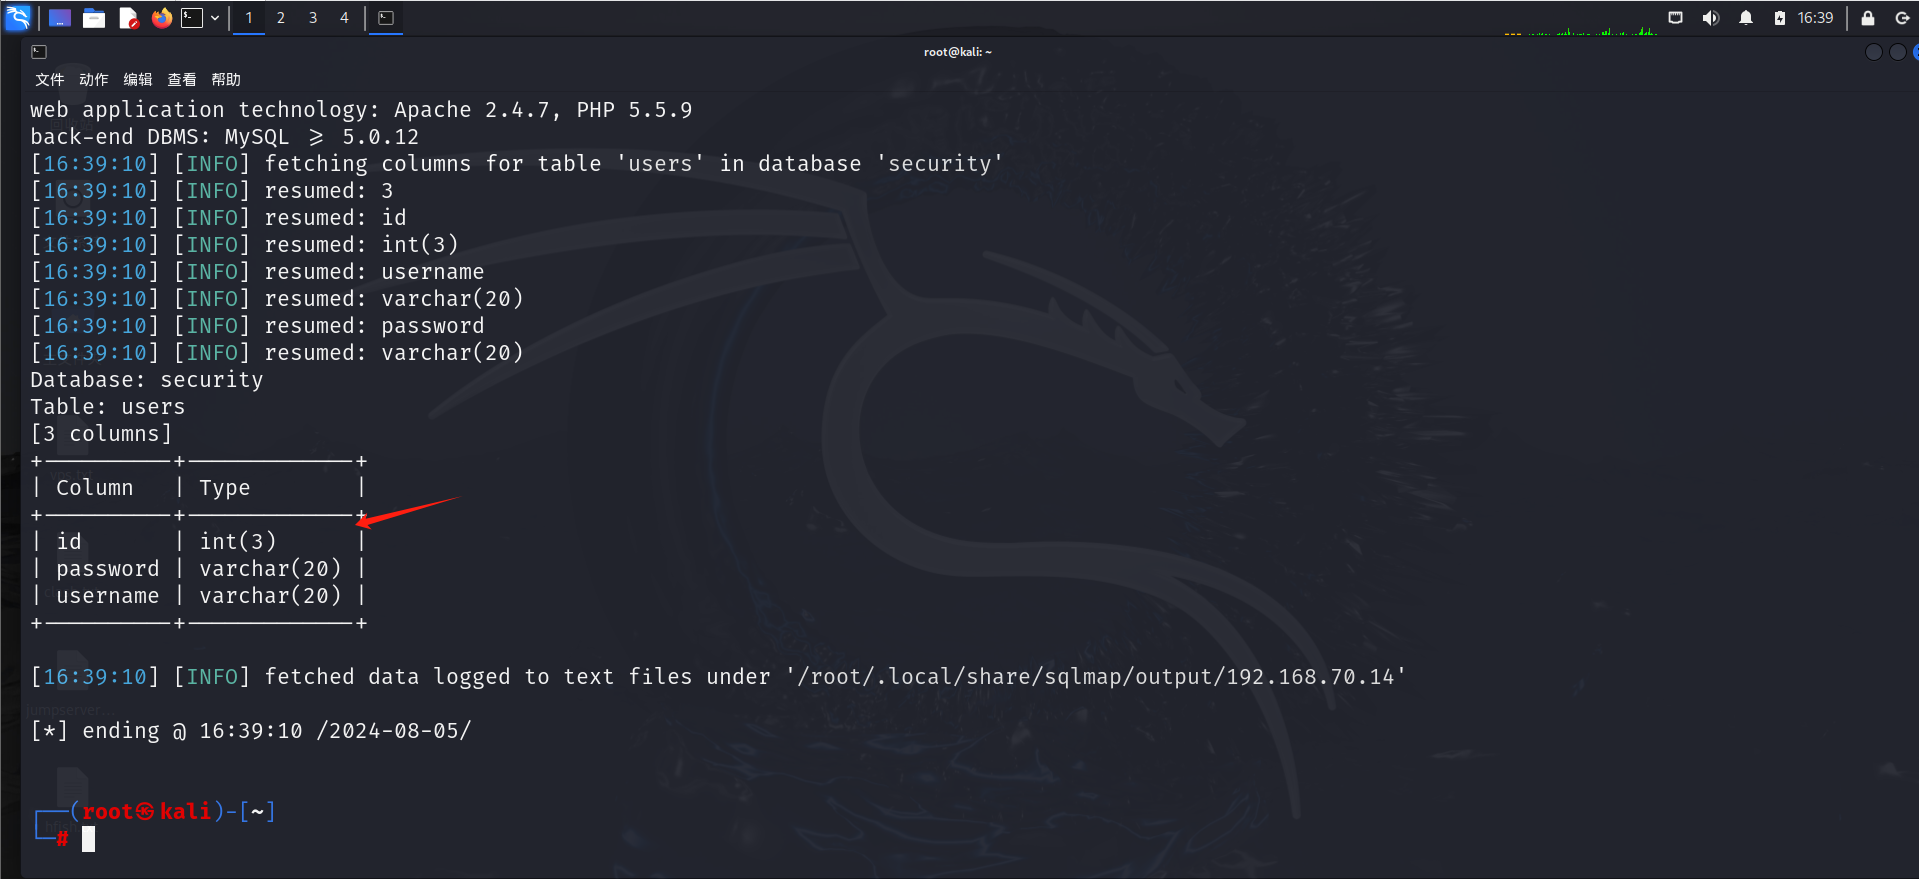 1 2 3 4 16:39
root@kali: ~
文件 动作 编辑 查看 帮助
web application technology: Apache 2.4.7, PHP 5.5.9
back-end DBMS: MySQL ≥ 5.0.12
[16:39:10] [INFO] fetching columns for table 'users' in database 'security'
[16:39:10] [INFO] resumed: 3
[16:39:10] [INFO] resumed: id
[16:39:10] [INFO] resumed: int(3)
[16:39:10] [INFO] resumed: username
[16:39:10] [INFO] resumed: varchar(20)
[16:39:10] [INFO] resumed: password
[16:39:10] [INFO] resumed: varchar(20)
Database: security
Table: users
[3 columns]
+----------+-------------+
| Column   | Type        |
+----------+-------------+
| id       | int(3)      |
| password | varchar(20) |
| username | varchar(20) |
+----------+-------------+
[16:39:10] [INFO] fetched data logged to text files under '/root/.local/share/sqlmap/output/192.168.70.14'
jumpserver...
[*] ending @ 16:39:10 /2024-08-05/
┌──(root㉿kali)-[~]
└─#